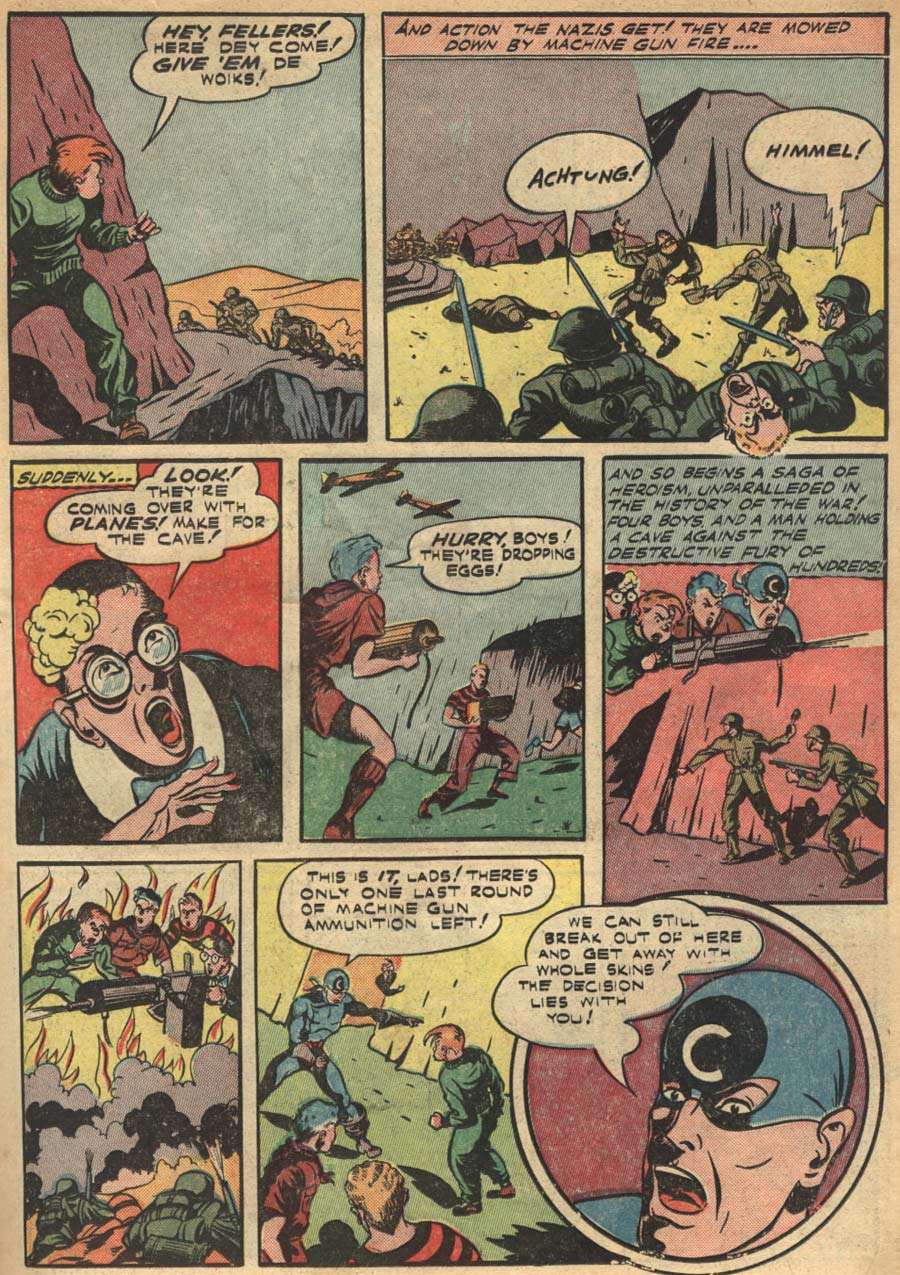 HEY, FELLERS!
HERE DEY COME!
GIVE 'EM, DE
WOIKS!
AND ACTION THE NAZIS GET! THEY ARE MOWED
DOWN BY MACHINE GUN FIRE....
ACHTUNG!
HIMMEL!
SUDDENLY...
LOOK!
THEY'RE
COMING OVER WITH
PLANES! MAKE FOR
THE CAVE!
HURRY, BOYS!
THEY'RE DROPPING
EGGS!
AND SO BEGINS A SAGA OF
HEROISM, UNPARALLEDED IN
THE HISTORY OF THE WAR!
FOUR BOYS, AND A MAN HOLDING
A CAVE AGAINST THE
DESTRUCTIVE FURY OF
HUNDREDS!
THIS IS IT, LADS! THERE'S
ONLY ONE LAST ROUND
OF MACHINE GUN
AMMUNITION LEFT!
WE CAN STILL
BREAK OUT OF HERE
AND GET AWAY WITH
WHOLE SKINS!
THE DECISION
LIES WITH
YOU!
C
C